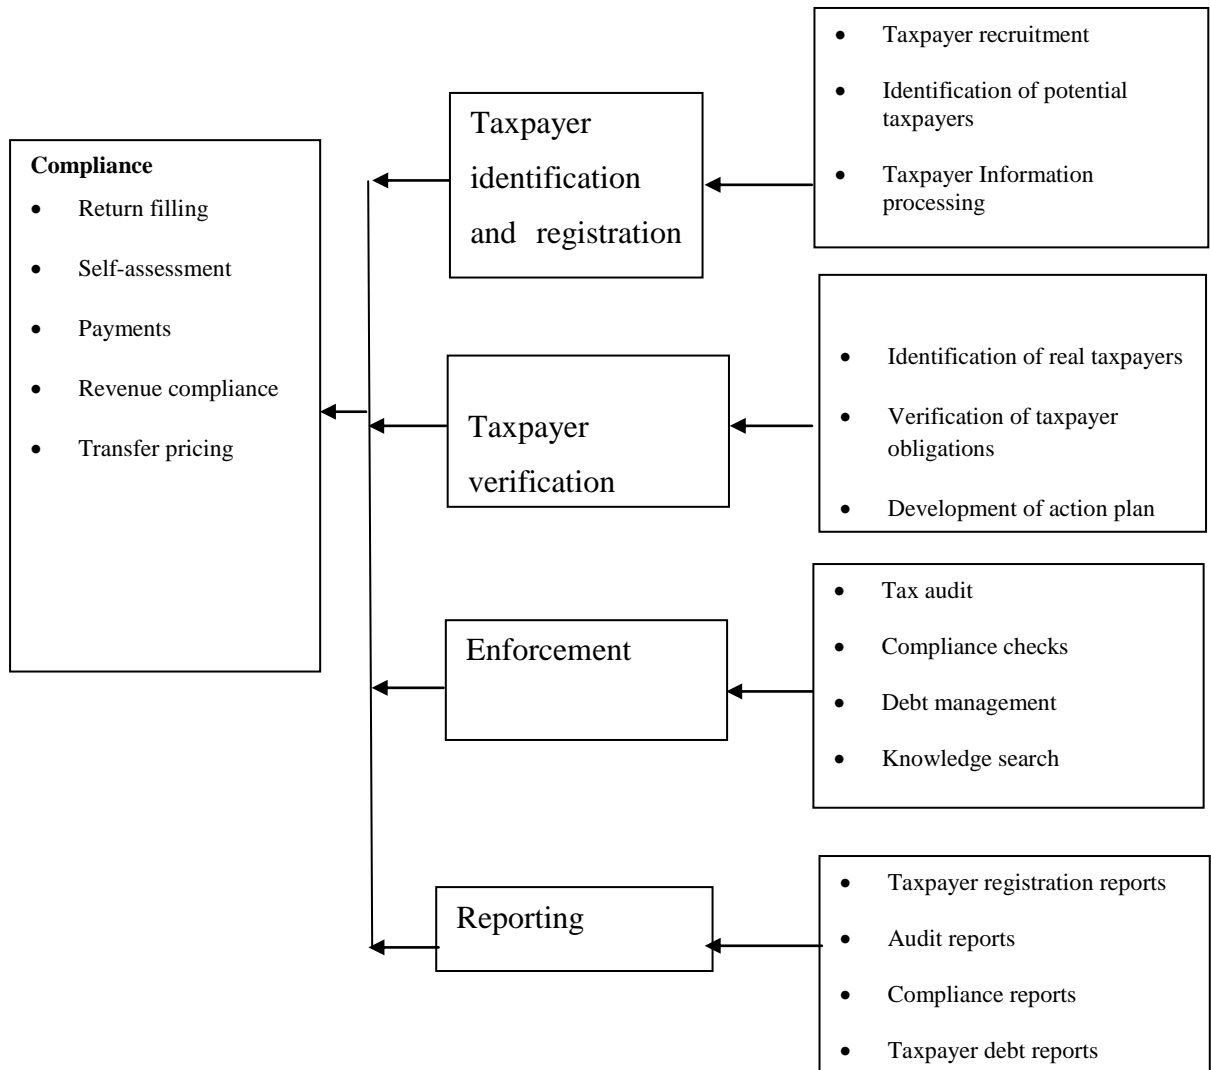 Compliance
• Return filling
• Self-assessment
• Payments
• Revenue compliance
• Transfer pricing
Taxpayer
identification
and registration
Taxpayer
verification
Enforcement
Reporting
• Taxpayer recruitment
• Identification of potential
taxpayers
• Taxpayer Information
processing
• Identification of real taxpayers
• Verification of taxpayer
obligations
• Development of action plan
• Tax audit
• Compliance checks
• Debt management
• Knowledge search
• Taxpayer registration reports
• Audit reports
• Compliance reports
• Taxpayer debt reports